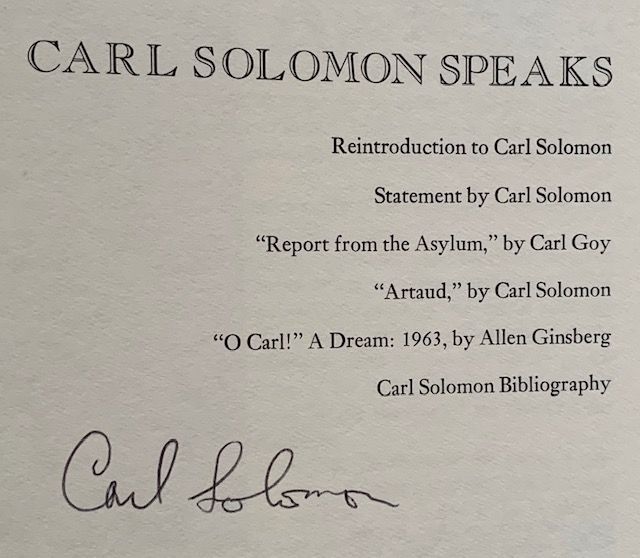 CARL SOLOMON SPEAKS
Reintroduction to Carl Solomon
Statement by Carl Solomon
“Report from the Asylum,” by Carl Goy
“Artaud,” by Carl Solomon
“O Carl!” A Dream: 1963, by Allen Ginsberg
Carl Solomon Bibliography
Carl Solomon